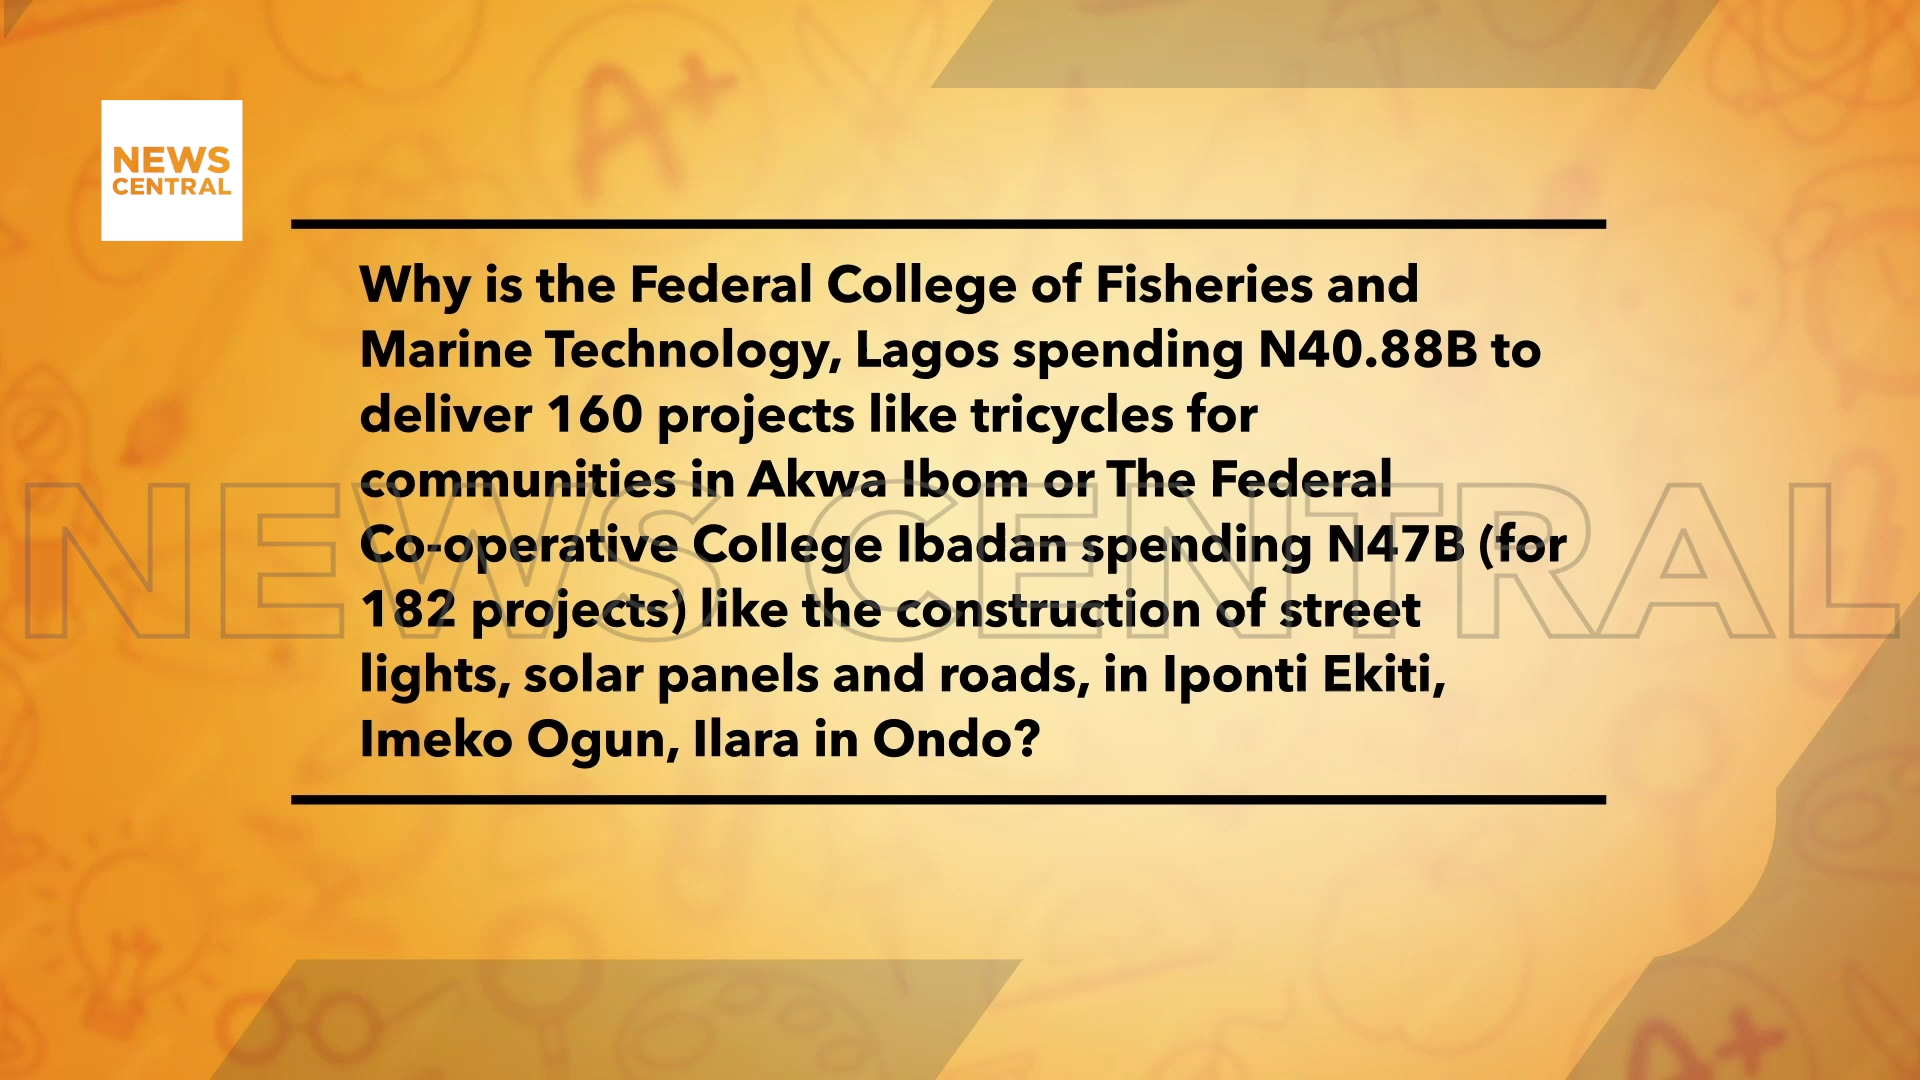 A+
NEWS
CENTRAL
Why is the Federal College of Fisheries and
Marine Technology, Lagos spending N40.88B to
deliver 160 projects like tricycles for
communities in Akwa Ibom or The Federal
Co-operative College Ibadan spending N47B (for
182 projects) like the construction of street
lights, solar panels and roads, in Iponti Ekiti,
Imeko Ogun, Ilara in Ondo?
NEWS CENTRAL
A+